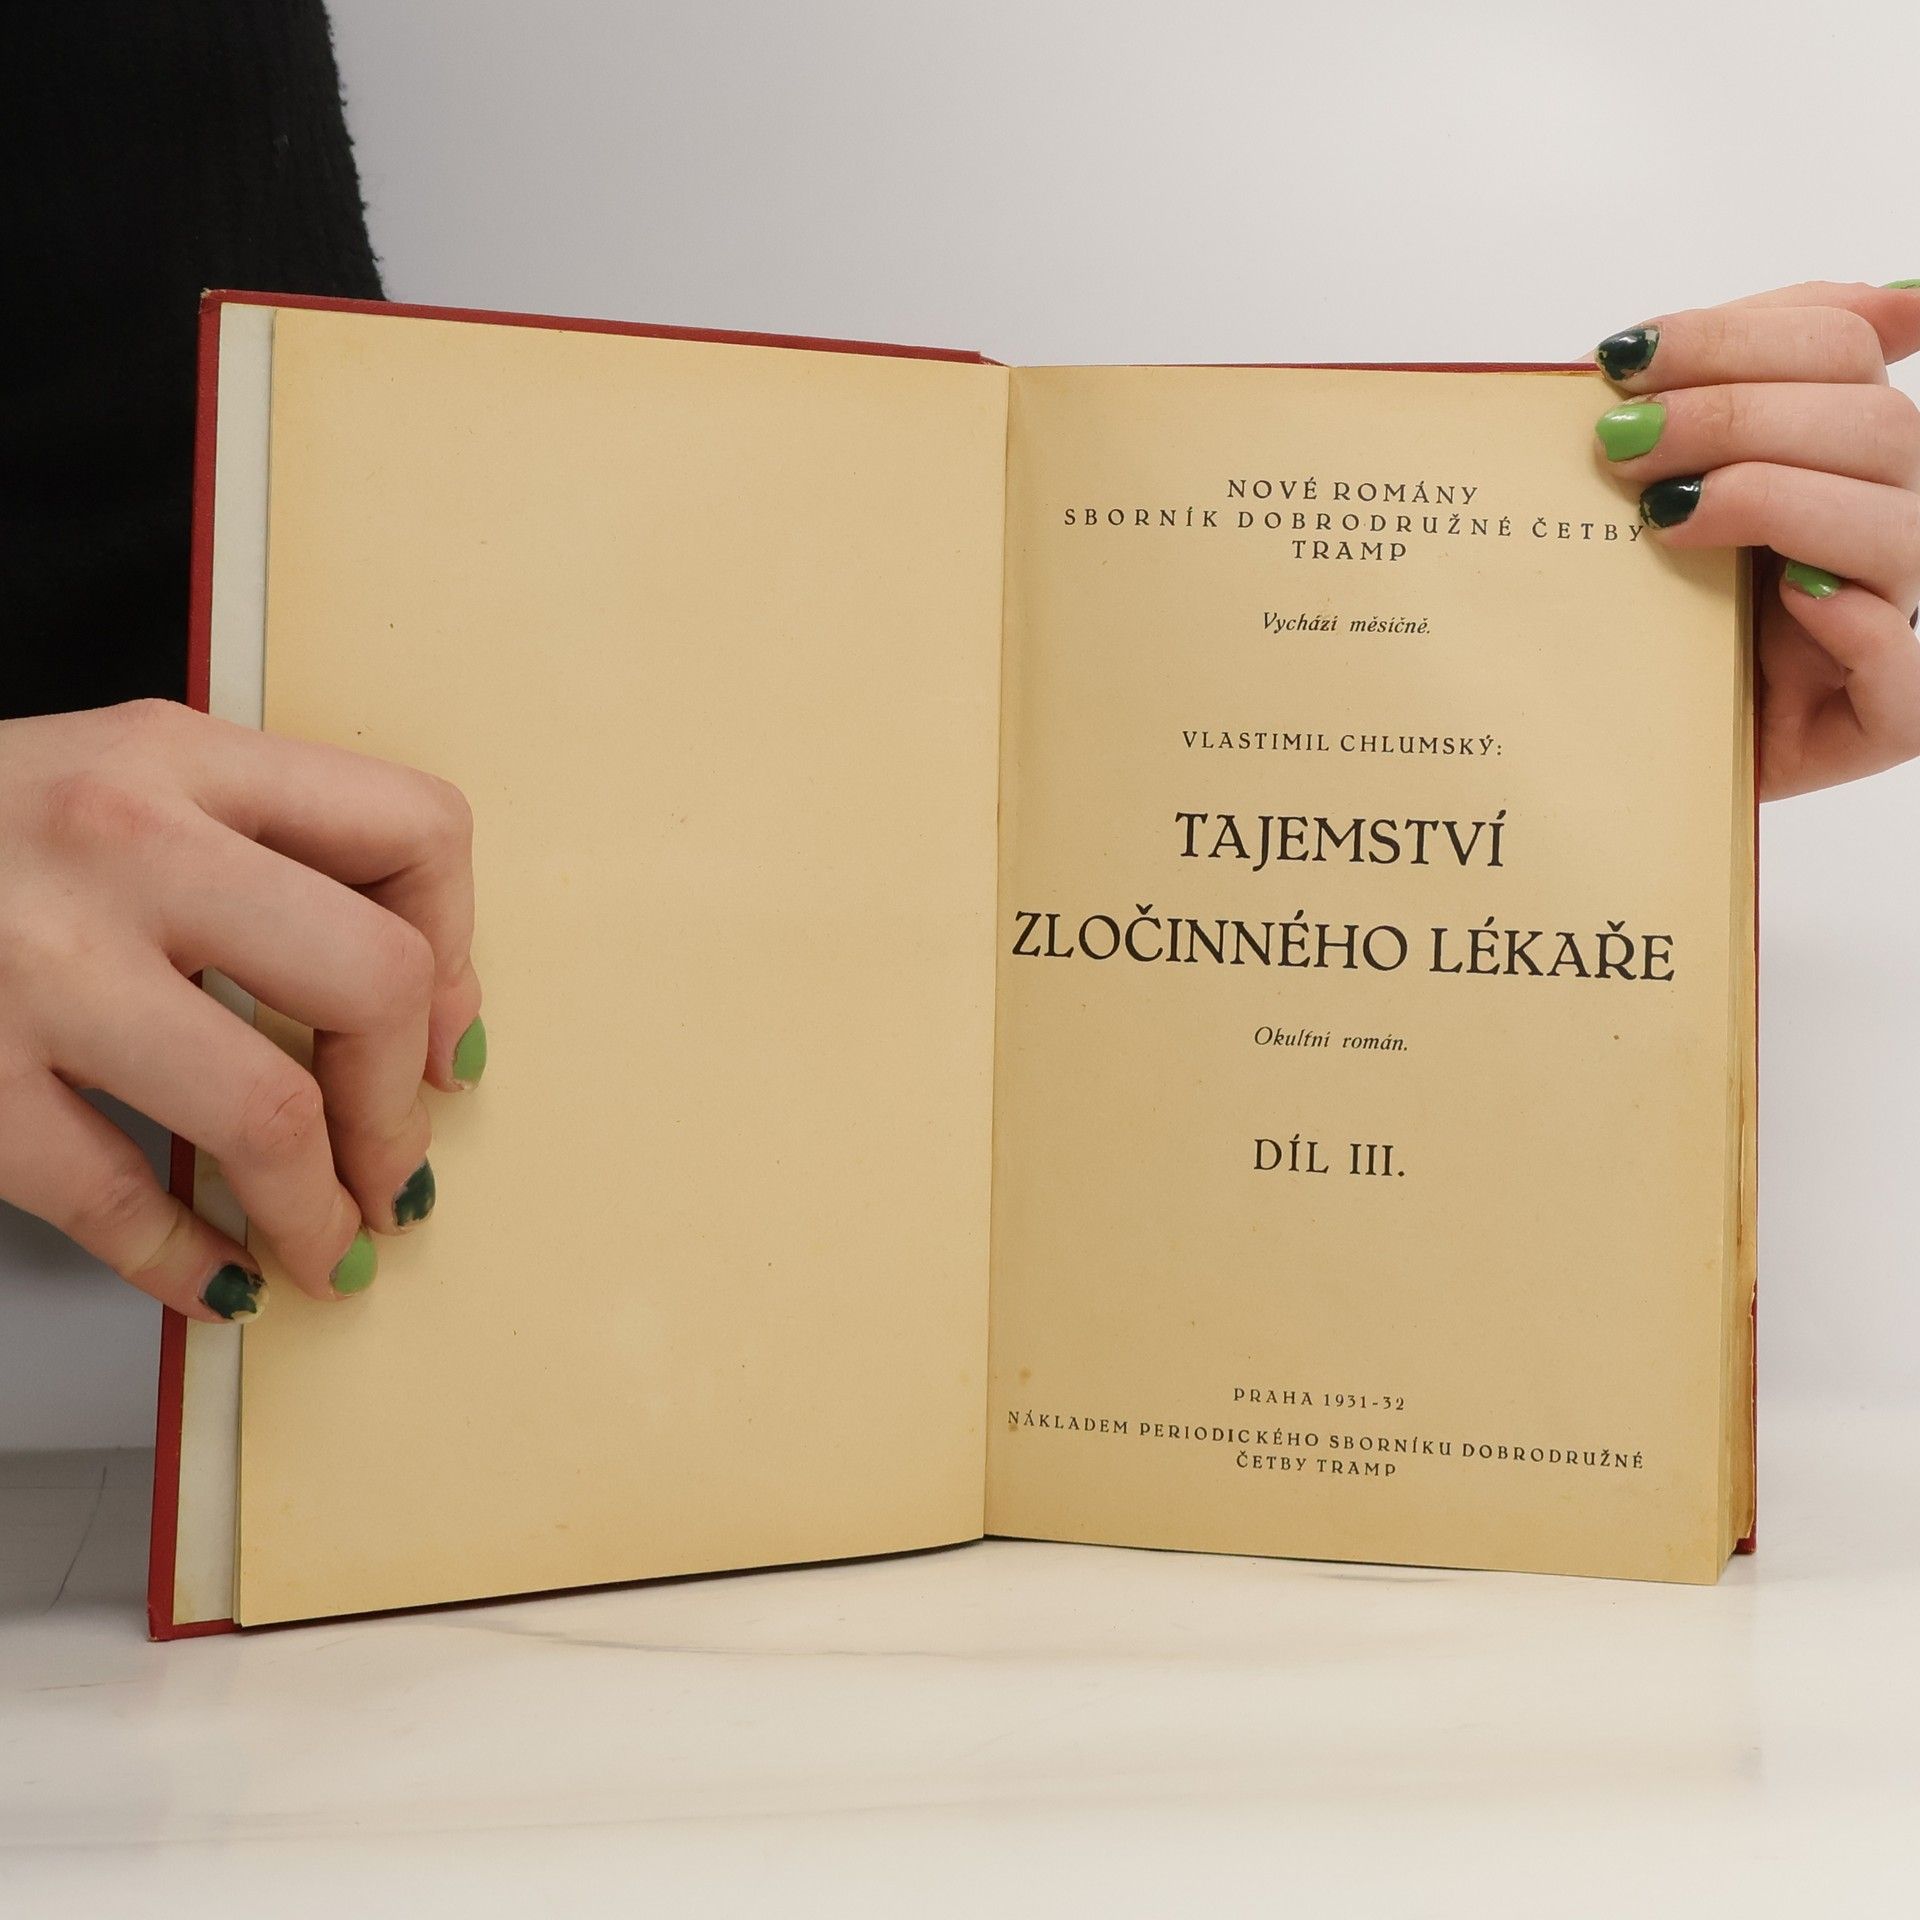 NOVÉ ROMÁNY
SBORNÍK DOBRODRUŽNÉ ČETBY
TRAMP
Vychází měsíčně.
VLASTIMIL CHLUMSKÝ:
TAJEMSTVÍ
ZLOČINNÉHO LÉKAŘE
Okultní román.
DÍL III.
PRAHA 1931-32
NÁKLADEM PERIODICKÉHO SBORNÍKU DOBRODRUŽNÉ
ČETBY TRAMP